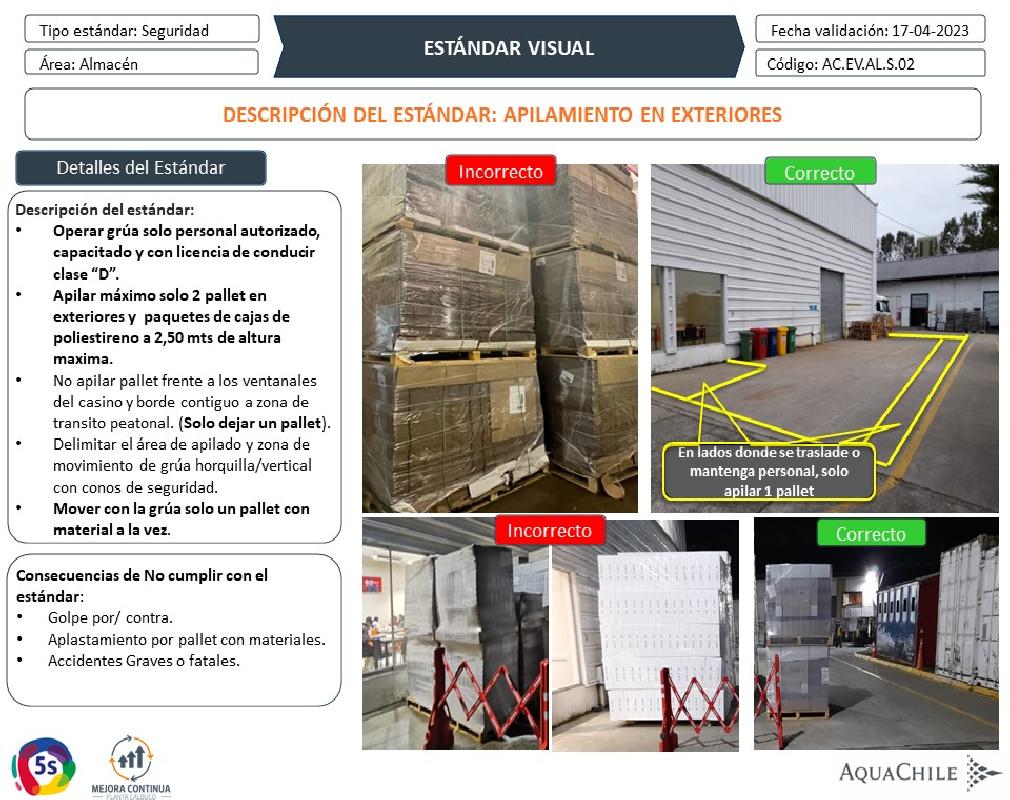 Tipo estándar: Seguridad
Área: Almacén
ESTÁNDAR VISUAL
Fecha validación: 17-04-2023
Código: AC.EV.AL.S.02
DESCRIPCIÓN DEL ESTÁNDAR: APILAMIENTO EN EXTERIORES
Detalles del Estándar
Descripción del estándar:
• Operar grúa solo personal autorizado,
capacitado y con licencia de conducir
clase “D”.
• Apilar máximo solo 2 pallet en
exteriores y paquetes de cajas de
poliestireno a 2,50 mts de altura
maxima.
• No apilar pallet frente a los ventanales
del casino y borde contiguo a zona de
transito peatonal. (Solo dejar un pallet).
• Delimitar el área de apilado y zona de
movimiento de grúa horquilla/vertical
con conos de seguridad.
• Mover con la grúa solo un pallet con
material a la vez.
Consecuencias de No cumplir con el
estándar:
• Golpe por/ contra.
• Aplastamiento por pallet con materiales.
• Accidentes Graves o fatales.
Incorrecto
Correcto
En lados donde se traslade o
mantenga personal, solo
apilar 1 pallet
Incorrecto
Correcto
5s
MEJORA CONTINUA
PLANTA CALBUCO
AQUACHILE